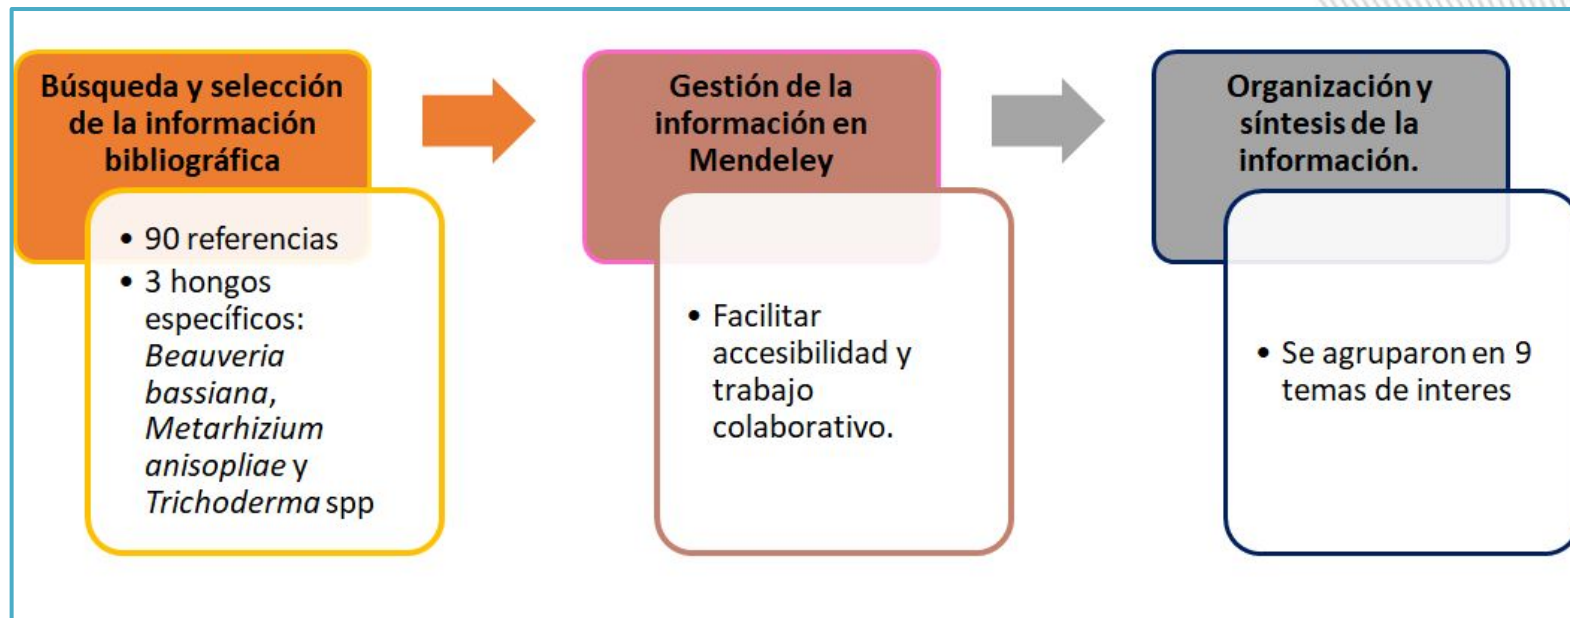 Búsqueda y selección
de la información
bibliográfica
• 90 referencias
• 3 hongos
específicos:
Beauveria
bassiana,
Metarhizium
anisopliae y
Trichoderma spp
Gestión de la
información en
Mendeley
• Facilitar
accesibilidad y
trabajo
colaborativo.
Organización y
síntesis de la
información.
• Se agruparon en 9
temas de interes